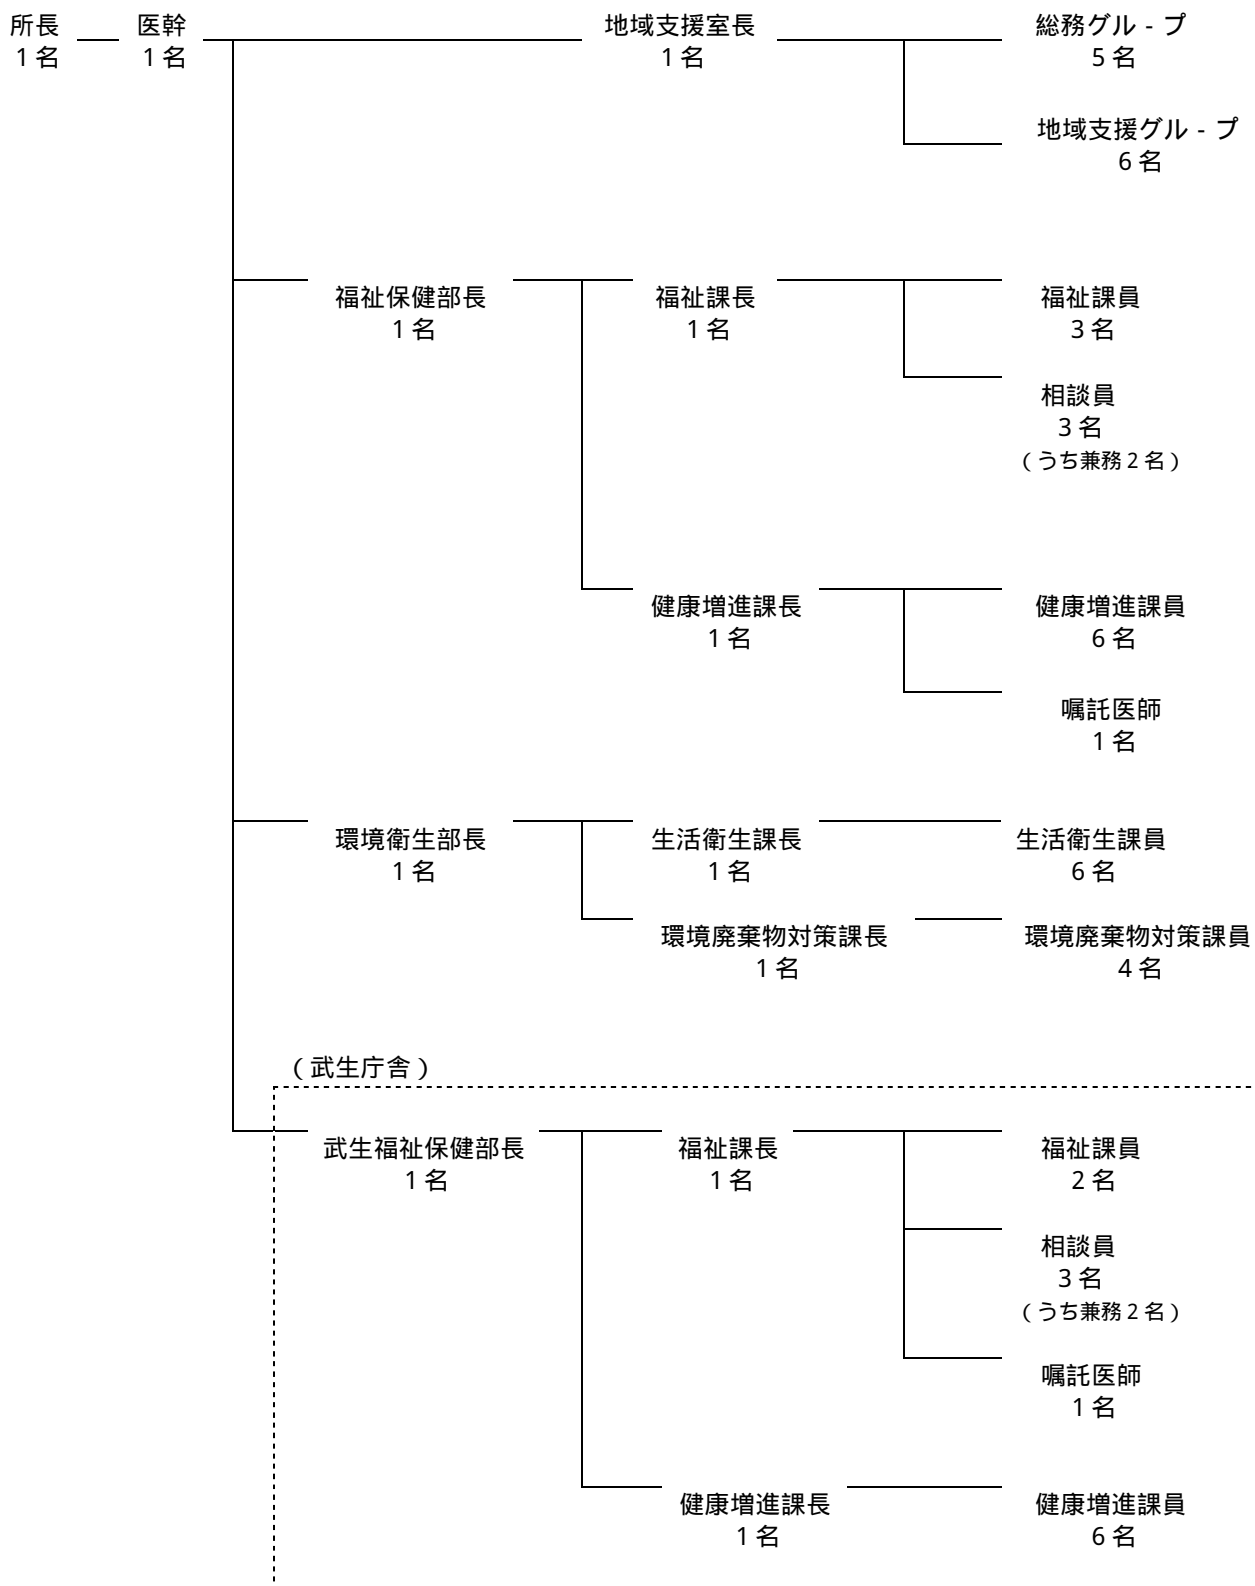 所長
1名
医幹
1名
地域支援室長
1名
総務グル-プ
5名
地域支援グル-プ
6名
福祉保健部長
1名
福祉課長
1名
福祉課員
3名
相談員
3名
(うち兼務2名)
健康増進課長
1名
健康増進課員
6名
嘱託医師
1名
環境衛生部長
1名
生活衛生課長
1名
生活衛生課員
6名
環境廃棄物対策課長
1名
環境廃棄物対策課員
4名
(武生庁舎)
武生福祉保健部長
1名
福祉課長
1名
福祉課員
2名
相談員
3名
(うち兼務2名)
嘱託医師
1名
健康増進課長
1名
健康増進課員
6名